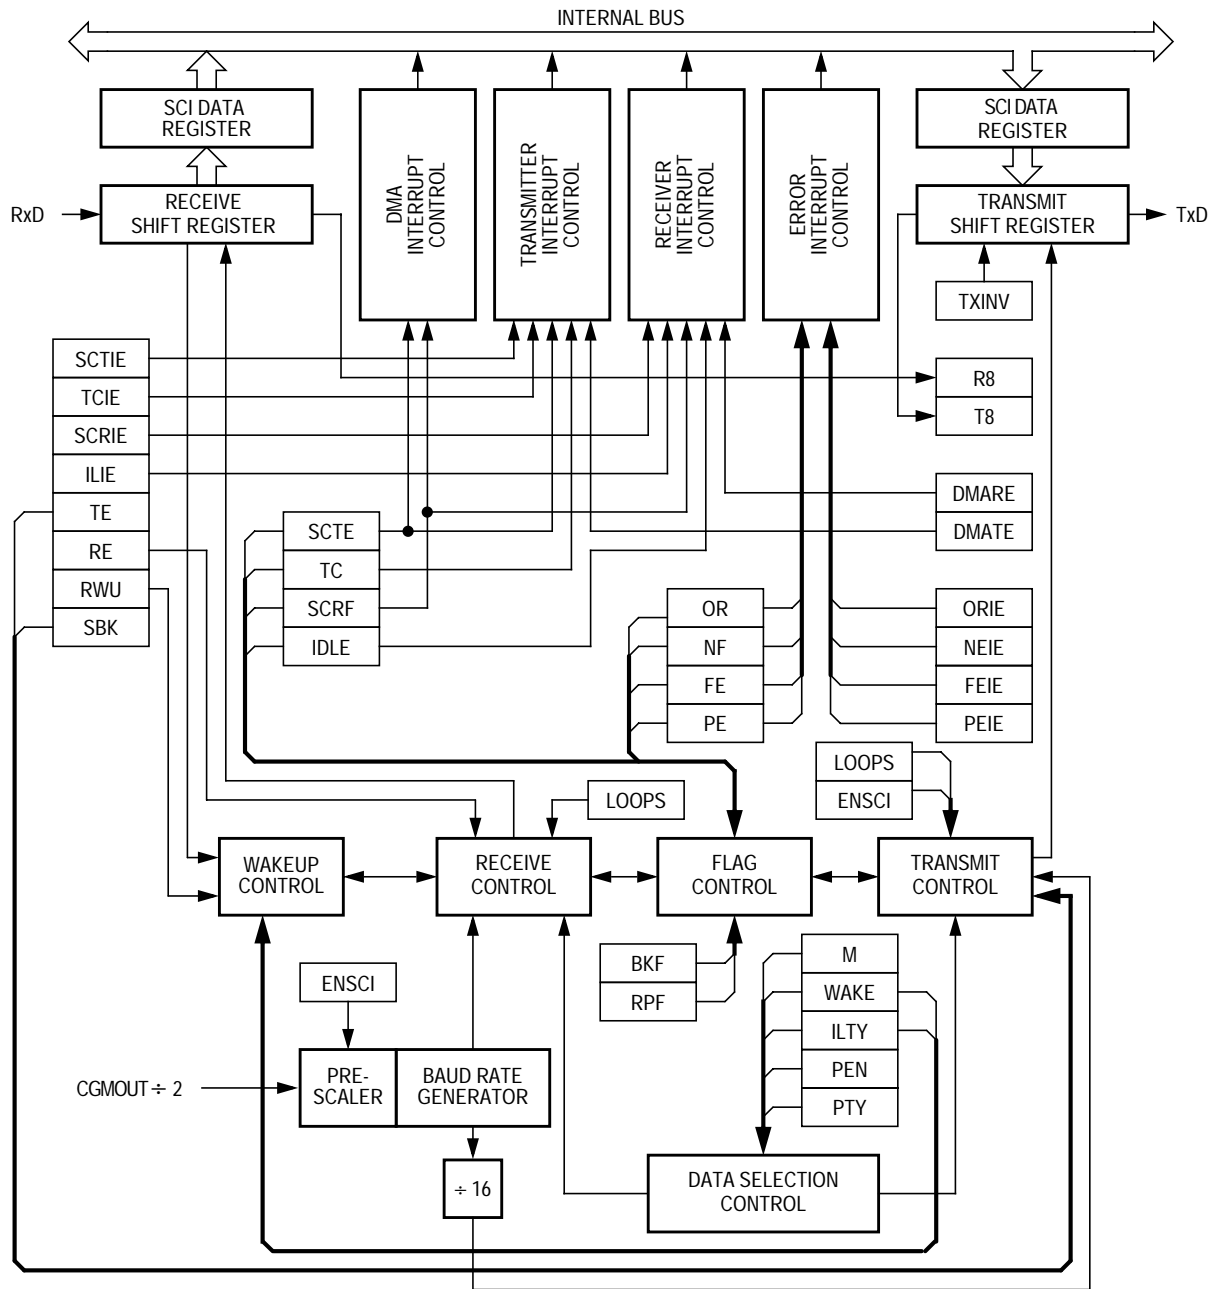 INTERNAL BUS
SCI DATA
REGISTER
SCI DATA
REGISTER
DMA
INTERRUPT
CONTROL
TRANSMITTER
INTERRUPT
CONTROL
RECEIVER
INTERRUPT
CONTROL
ERROR
INTERRUPT
CONTROL
RxD
RECEIVE
SHIFT REGISTER
TRANSMIT
SHIFT REGISTER
TxD
TXINV
SCTIE
TCIE
SCRIE
ILIE
TE
RE
RWU
SBK
R8
T8
DMARE
DMATE
SCTE
TC
SCRF
IDLE
OR
NF
FE
PE
ORIE
NEIE
FEIE
PEIE
LOOPS
LOOPS
ENSCI
WAKEUP
CONTROL
RECEIVE
CONTROL
FLAG
CONTROL
TRANSMIT
CONTROL
BKF
RPF
M
WAKE
ILTY
PEN
PTY
ENSCI
CGMOUT ÷ 2
PRE-
SCALER
BAUD RATE
GENERATOR
÷ 16
DATA SELECTION
CONTROL